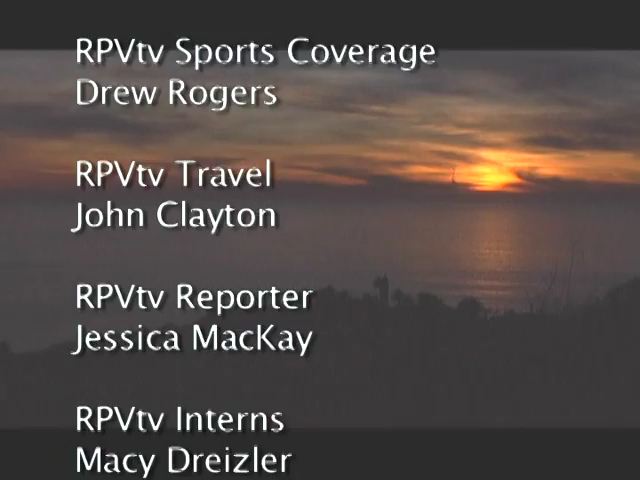 RPVtv Sports Coverage
Drew Rogers
RPVtv Travel
John Clayton
RPVtv Reporter
Jessica MacKay
RPVtv Interns
Macy Dreizler